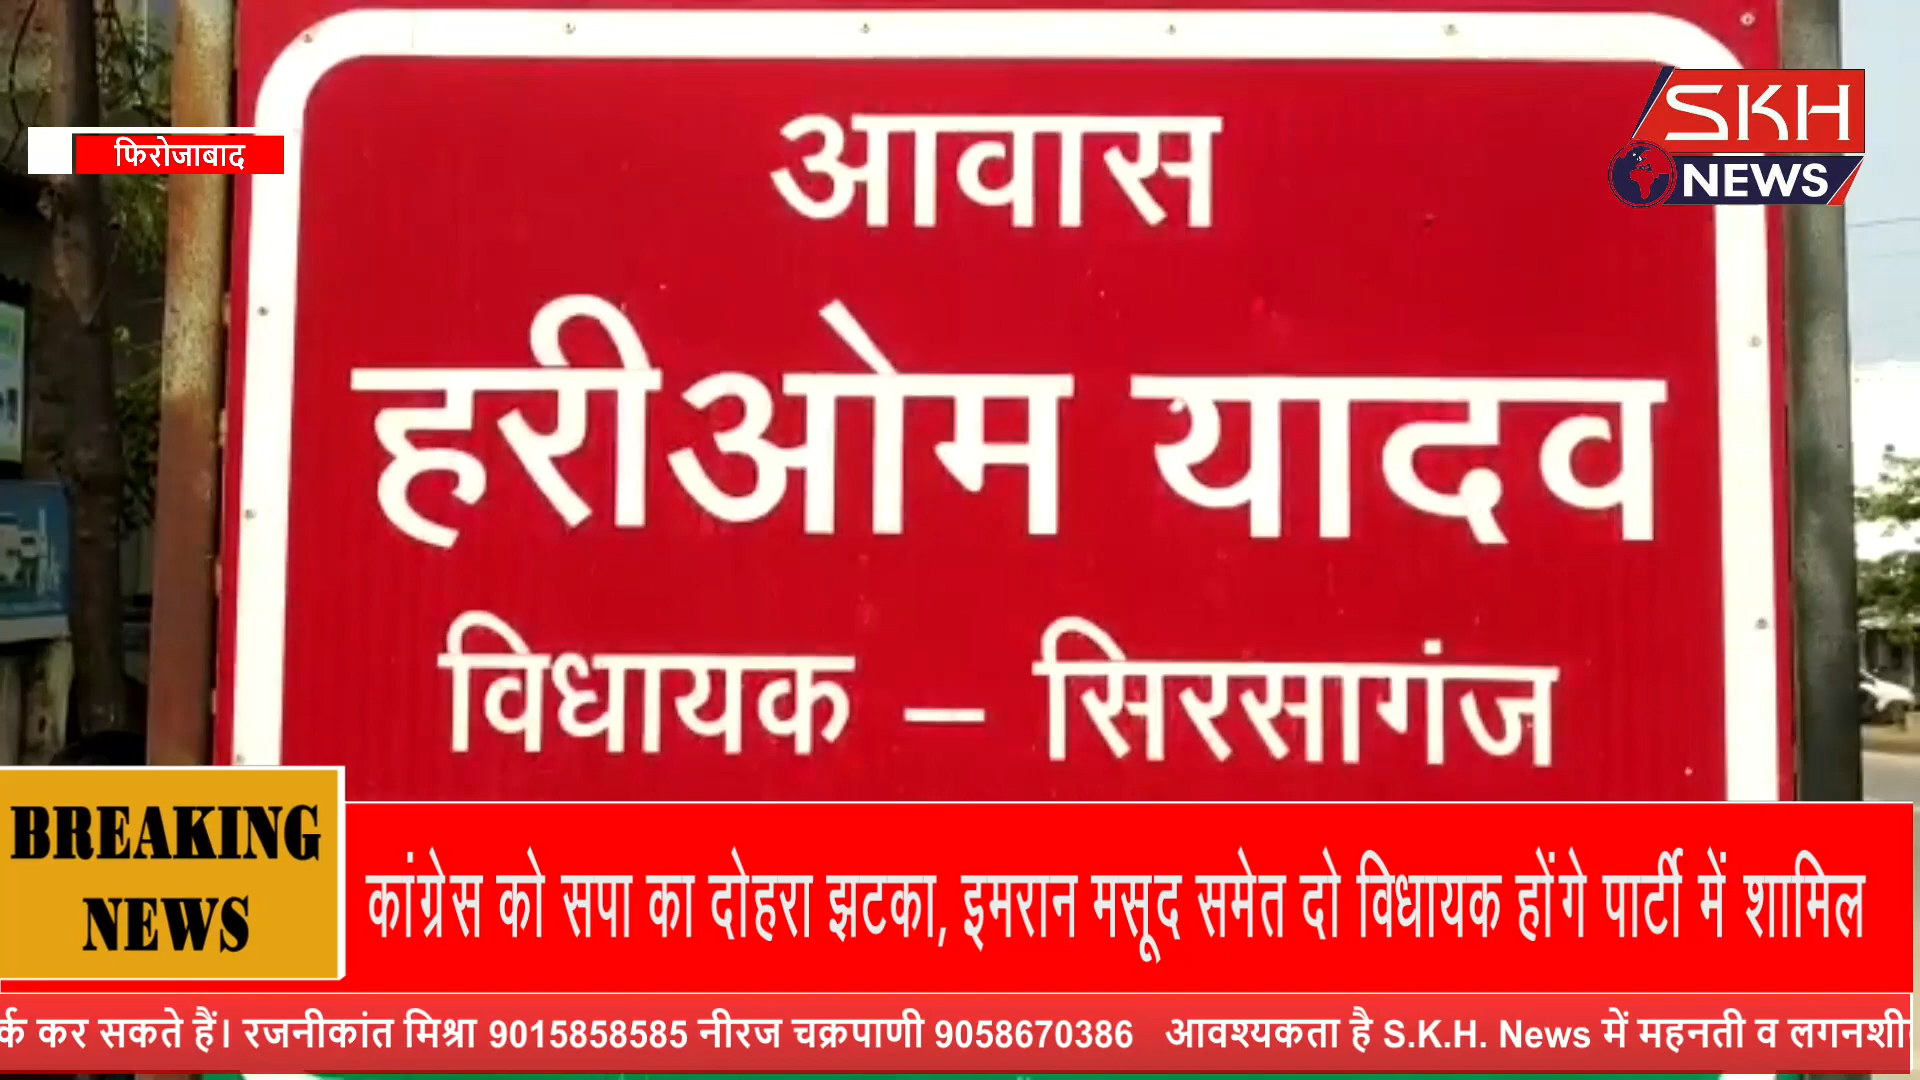 आवास
SKH
NEWS
फिरोजाबाद
हरीओम यादव
विधायक – सिरसागंज
BREAKING
NEWS
कांग्रेस को सपा का दोहरा झटका, इमरान मसूद समेत दो विधायक होंगे पार्टी में शामिल
र्क कर सकते हैं। रजनीकांत मिश्रा 9015858585 नीरज चक्रपाणी 9058670386 आवश्यकता है S.K.H. News में महनती व लगनशी